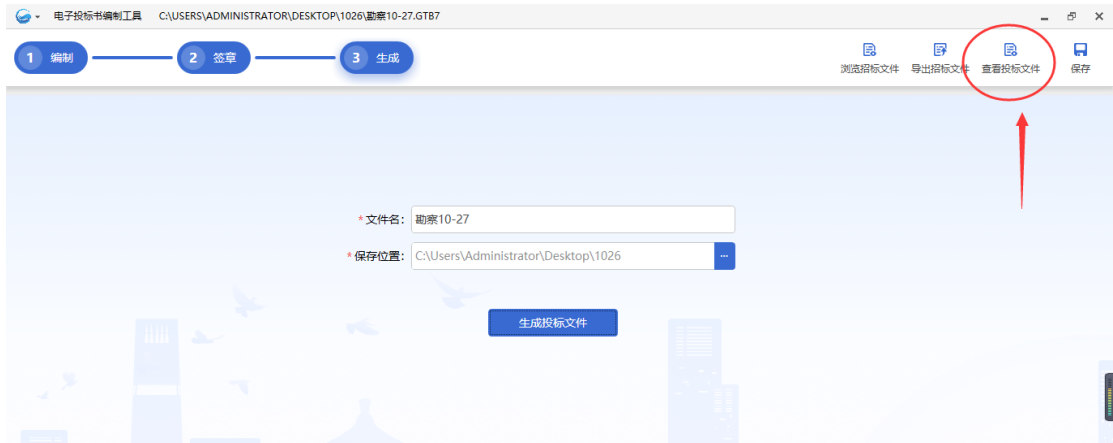 电子投标书编制工具 C:\USERS\ADMINISTRATOR\DESKTOP\1026\勘察10-27.GTB7
1 编制 2 签章 3 生成
浏览招标文件 导出招标文件 查看投标文件 保存
*文件名： 勘察10-27
*保存位置： C:\Users\Administrator\Desktop\1026 ...
生成投标文件